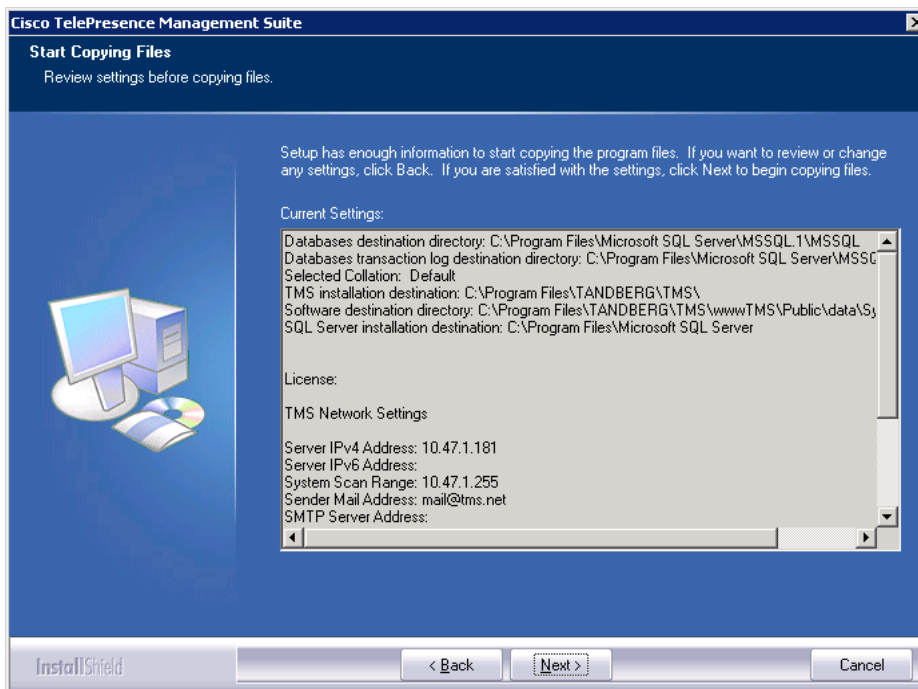 Cisco TelePresence Management Suite
Start Copying Files
Review settings before copying files.
Setup has enough information to start copying the program files. If you want to review or change
any settings, click Back. If you are satisfied with the settings, click Next to begin copying files.
Current Settings:
Databases destination directory: C:\Program Files\Microsoft SQL Server\MSSQL.1\MSSQL
Databases transaction log destination directory: C:\Program Files\Microsoft SQL Server\MSSQ
Selected Collation: Default
TMS installation destination: C:\Program Files\TANDBERG\TMS\
Software destination directory: C:\Program Files\TANDBERG\TMS\wwwTMS\Public\data\Sy
SQL Server installation destination: C:\Program Files\Microsoft SQL Server
License:
TMS Network Settings
Server IPv4 Address: 10.47.1.181
Server IPv6 Address:
System Scan Range: 10.47.1.255
Sender Mail Address: mail@tms.net
SMTP Server Address:
InstallShield
< Back
Next >
Cancel